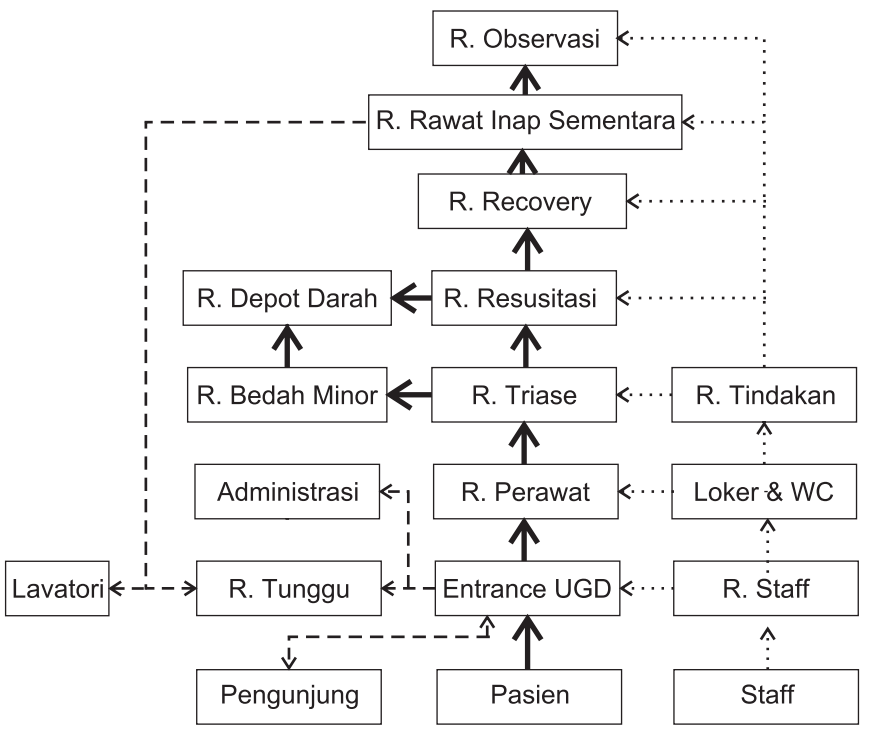 R. Observasi
R. Rawat Inap Sementara
R. Recovery
R. Depot Darah
R. Resusitasi
R. Bedah Minor
R. Triase
R. Tindakan
Administrasi
R. Perawat
Loker & WC
Lavatori
R. Tunggu
Entrance UGD
R. Staff
Pengunjung
Pasien
Staff